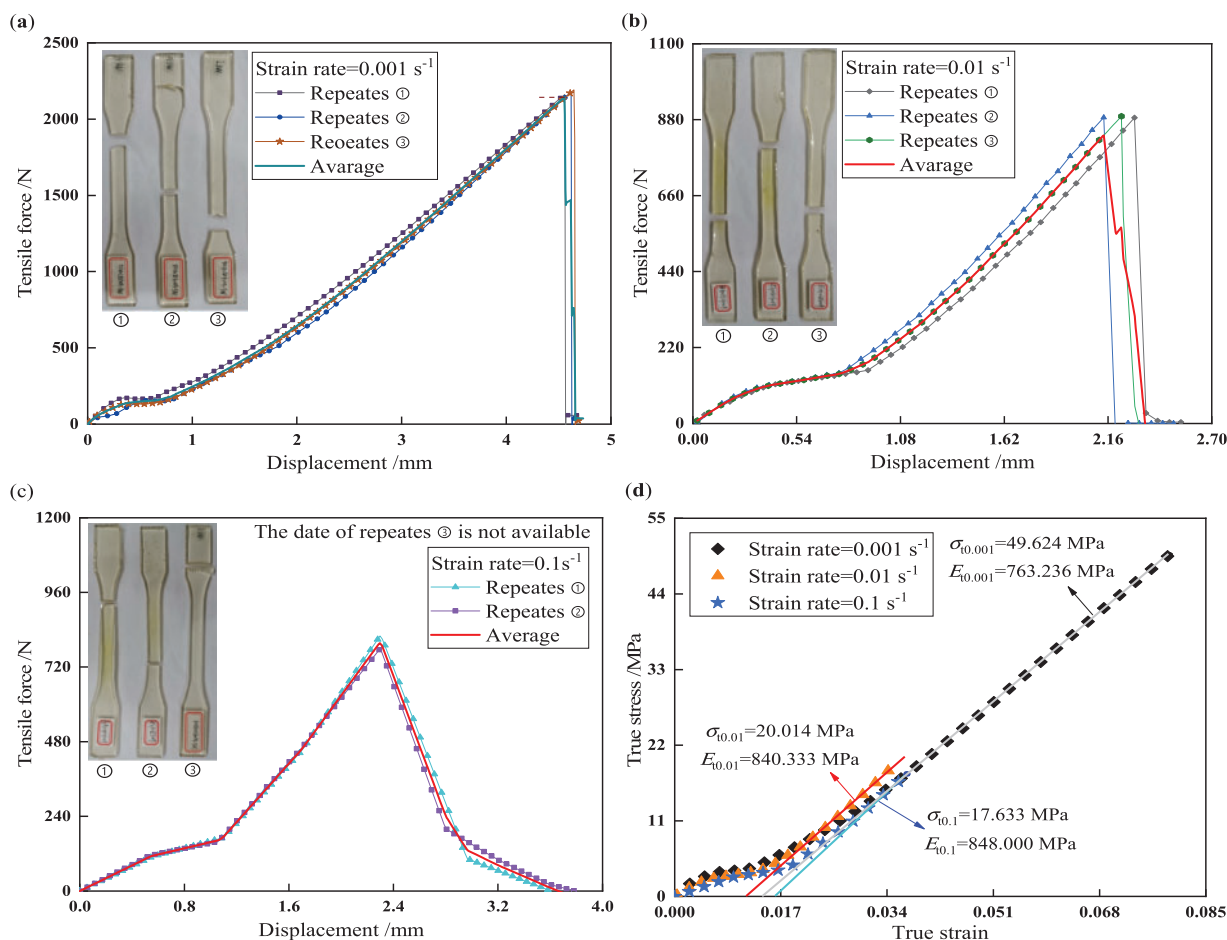 (a)
2500
2000
1500
1000
500
0
0
1
2
3
4
5
Tensile force /N
Displacement /mm
Strain rate=0.001 s⁻¹
Repeates ①
Repeates ②
Reoeates ③
Avarage
① ② ③
(b)
1100
880
660
440
220
0
0.00
0.54
1.08
1.62
2.16
2.70
Tensile force /N
Displacement /mm
Strain rate=0.01 s⁻¹
Repeates ①
Repeates ②
Repeates ③
Avarage
① ② ③
(c)
1200
960
720
480
240
0
0.0
0.8
1.6
2.4
3.2
4.0
Tensile force /N
Displacement /mm
The date of repeates ③ is not available
Strain rate=0.1s⁻¹
Repeates ①
Repeates ②
Average
① ② ③
(d)
55
44
33
22
11
0
0.000
0.017
0.034
0.051
0.068
0.085
True stress /MPa
True strain
Strain rate=0.001 s⁻¹
Strain rate=0.01 s⁻¹
Strain rate=0.1 s⁻¹
σt0.001=49.624 MPa
Et0.001=763.236 MPa
σt0.01=20.014 MPa
Et0.01=840.333 MPa
σt0.1=17.633 MPa
Et0.1=848.000 MPa